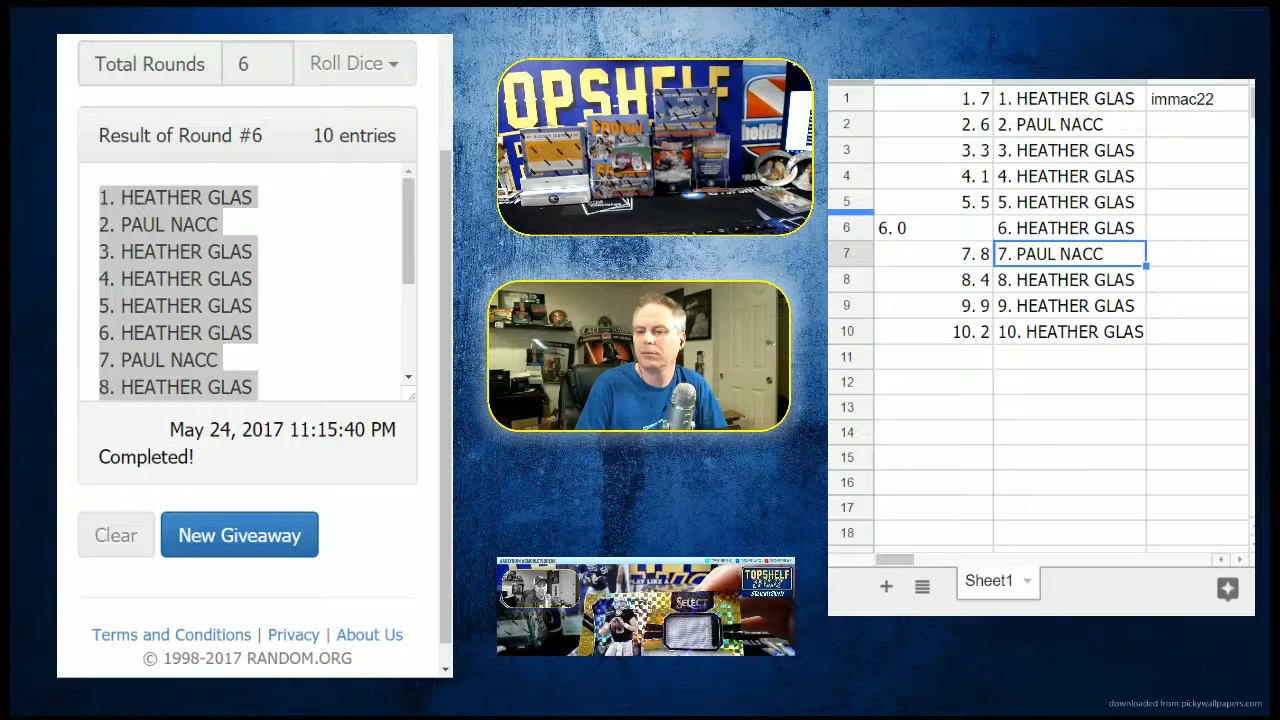 Total Rounds 6 Roll Dice
Result of Round #6 10 entries
1. HEATHER GLAS
2. PAUL NACC
3. HEATHER GLAS
4. HEATHER GLAS
5. HEATHER GLAS
6. HEATHER GLAS
7. PAUL NACC
8. HEATHER GLAS
May 24, 2017 11:15:40 PM
Completed!
Clear New Giveaway
Terms and Conditions | Privacy | About Us
© 1998-2017 RANDOM.ORG
OPSHELF
TOPSHELF
SELECT
1 1. 7 1. HEATHER GLAS immac22
2 2. 6 2. PAUL NACC
3 3. 3 3. HEATHER GLAS
4 4. 1 4. HEATHER GLAS
5 5. 5 5. HEATHER GLAS
6 6. 0 6. HEATHER GLAS
7 7. 8 7. PAUL NACC
8 8. 4 8. HEATHER GLAS
9 9. 9 9. HEATHER GLAS
10 10. 2 10. HEATHER GLAS
11
12
13
14
15
16
17
18
Sheet1
downloaded from pickywallpapers.com